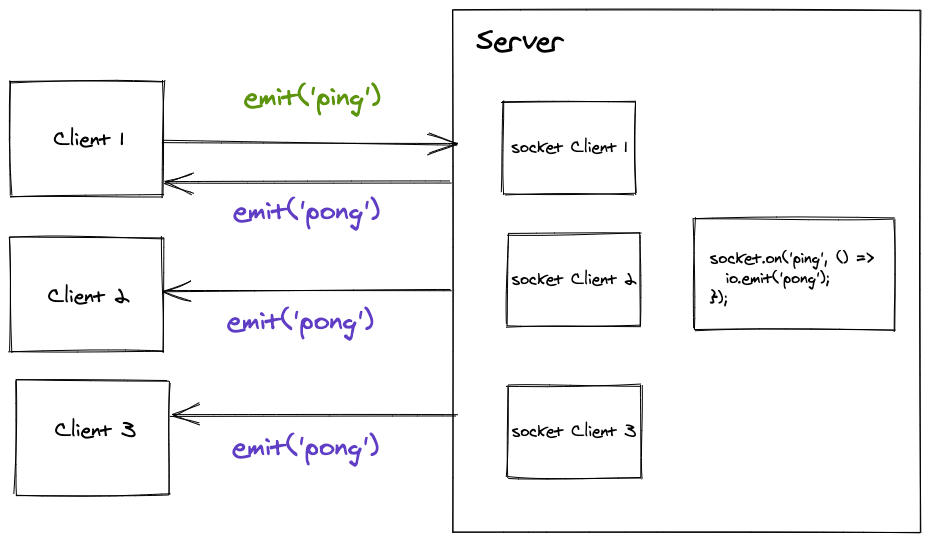 Server
emit('ping')
Client 1
socket Client 1
emit('pong')
socket.on('ping', () =>
io.emit('pong');
});
Client 2
socket Client 2
emit('pong')
Client 3
socket Client 3
emit('pong')